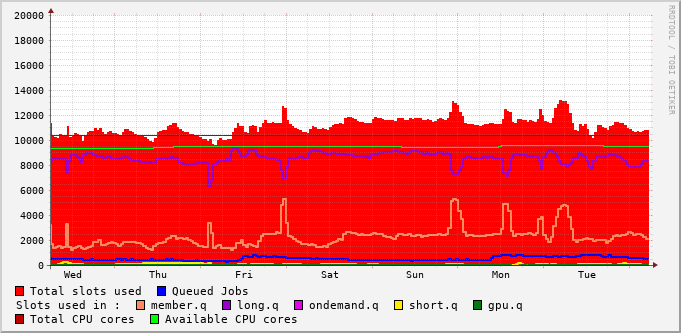 20000
18000
16000
14000
12000
10000
8000
6000
4000
2000
0
Wed Thu Fri Sat Sun Mon Tue
RRDTOOL / TOBI OETIKER
Total slots used Queued Jobs
Slots used in : member.q long.q ondemand.q short.q gpu.q
Total CPU cores Available CPU cores